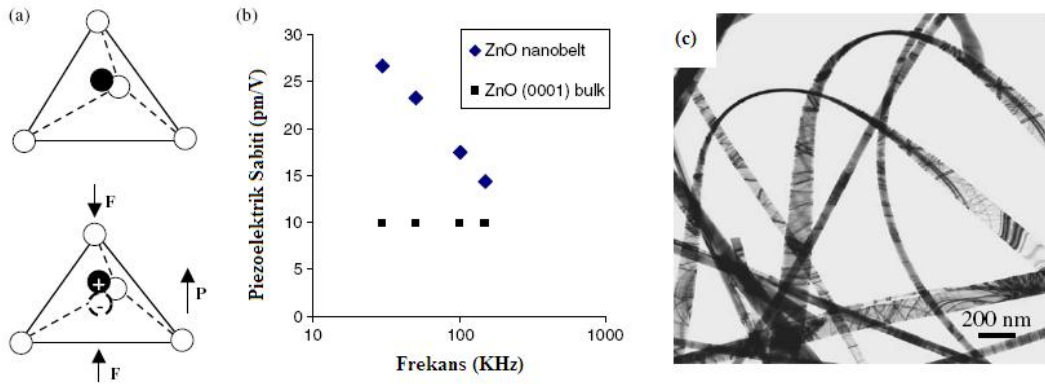 (a)
F
P
+
-
F
(b)
Piezoelektrik Sabiti (pm/V)
30
25
20
15
10
5
0
ZnO nanobelt
ZnO (0001) bulk
10
100
1000
Frekans (KHz)
(c)
200 nm